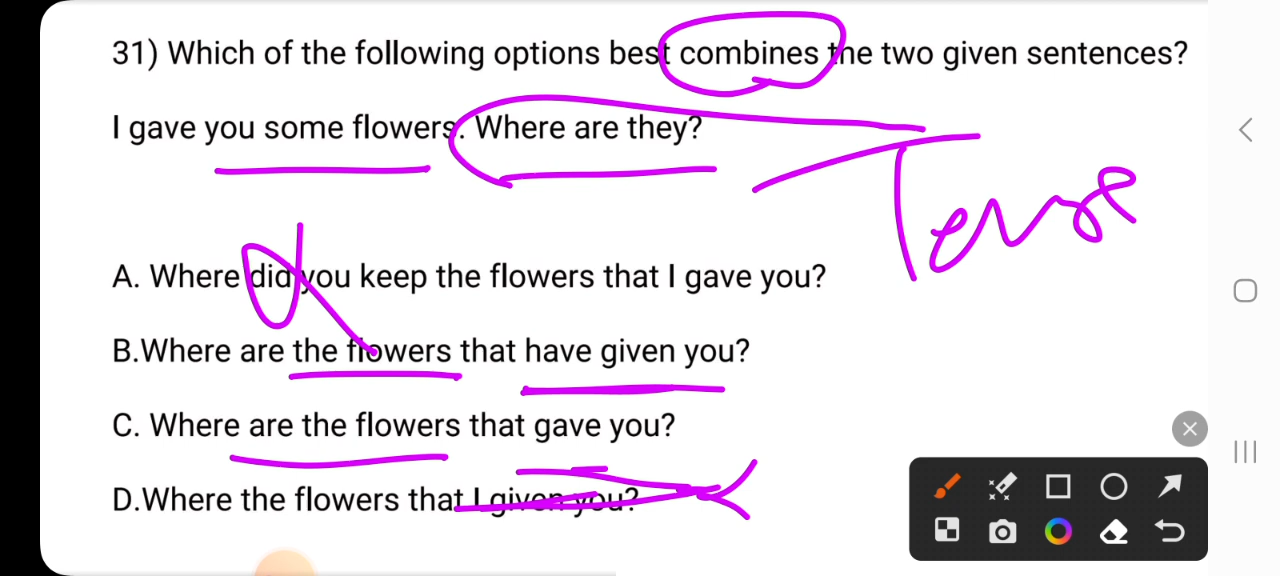 31) Which of the following options best combines the two given sentences?
I gave you some flowers. Where are they?
Tense
A. Where did you keep the flowers that I gave you?
B.Where are the flowers that have given you?
C. Where are the flowers that gave you?
D.Where the flowers that I given you?